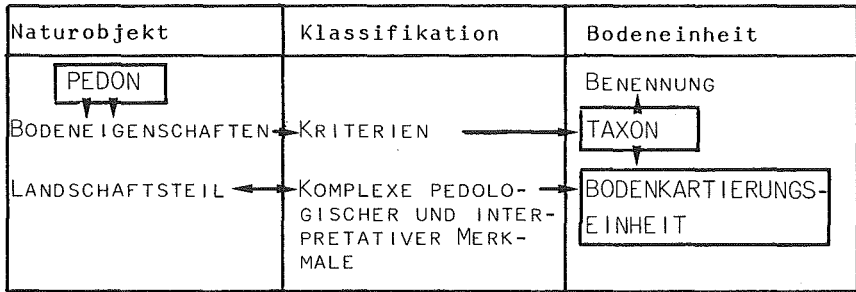 Naturobjekt Klassifikation Bodeneinheit
PEDON BENENNUNG
BODENEIGENSCHAFTEN KRITERIEN TAXON
LANDSCHAFTSTEIL KOMPLEXE PEDOLO- BODENKARTIERUNGS-
GISCHER UND INTER- EINHEIT
PRETATIVER MERK-
MALE